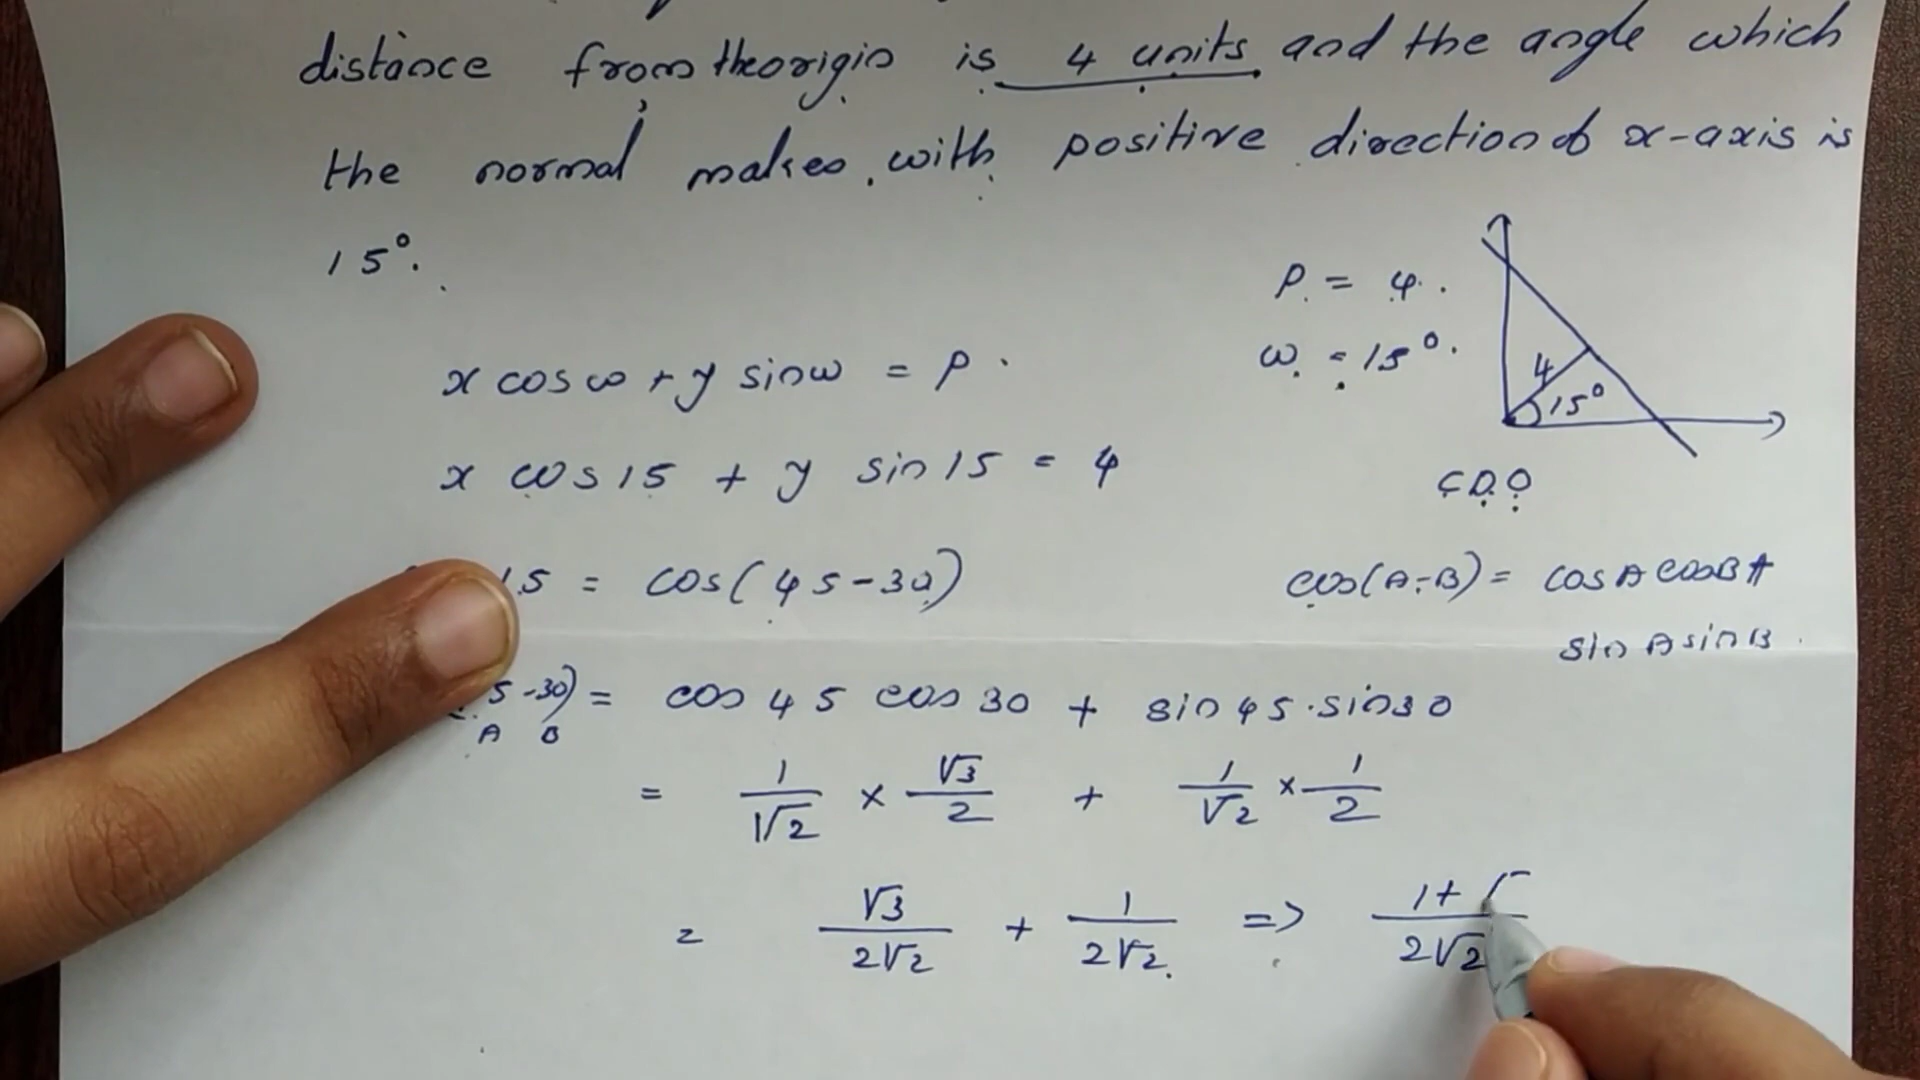 distance from the origin is 4 units and the angle which
the normal makes with positive direction of x-axis is
15°.
P = 4.
ω = 15°.
4
15°
x cos ω + y sin ω = P.
x cos 15 + y sin 15 = 4
15 = cos(45-30)
cos(A-B) = cos A cos B +
sin A sin B.
5-30) = cos 45 cos 30 + sin 45 . sin 30
A B
= 1/√2 × √3/2 + 1/√2 × 1/2
= √3/2√2 + 1/2√2 => 1+√/2√2